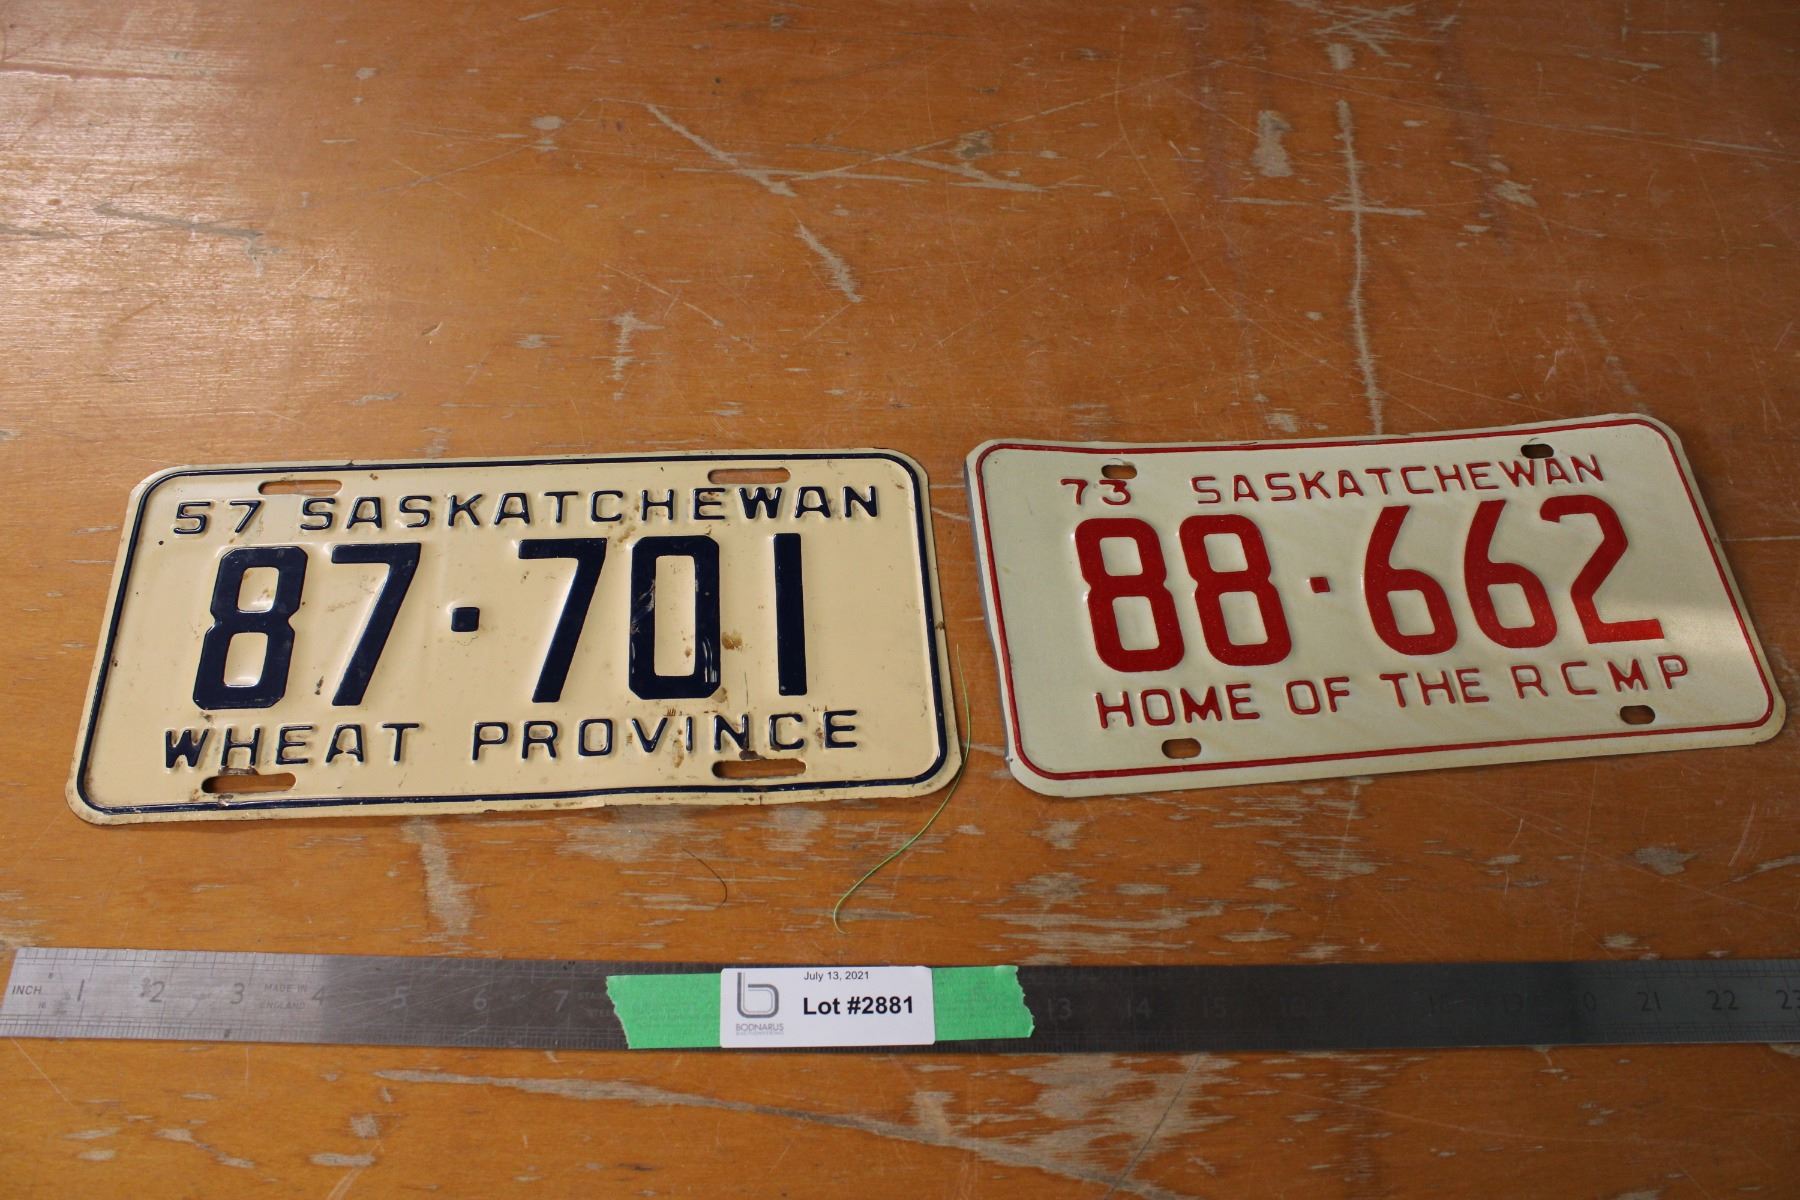 57 SASKATCHEWAN
87·701
WHEAT PROVINCE
73 SASKATCHEWAN
88·662
HOME OF THE RCMP
INCH 1 2 3 MADE IN ENGLAND 4 5 6 7 13 14 15 21 22 23
July 13, 2021
Lot #2881
BODNARUS